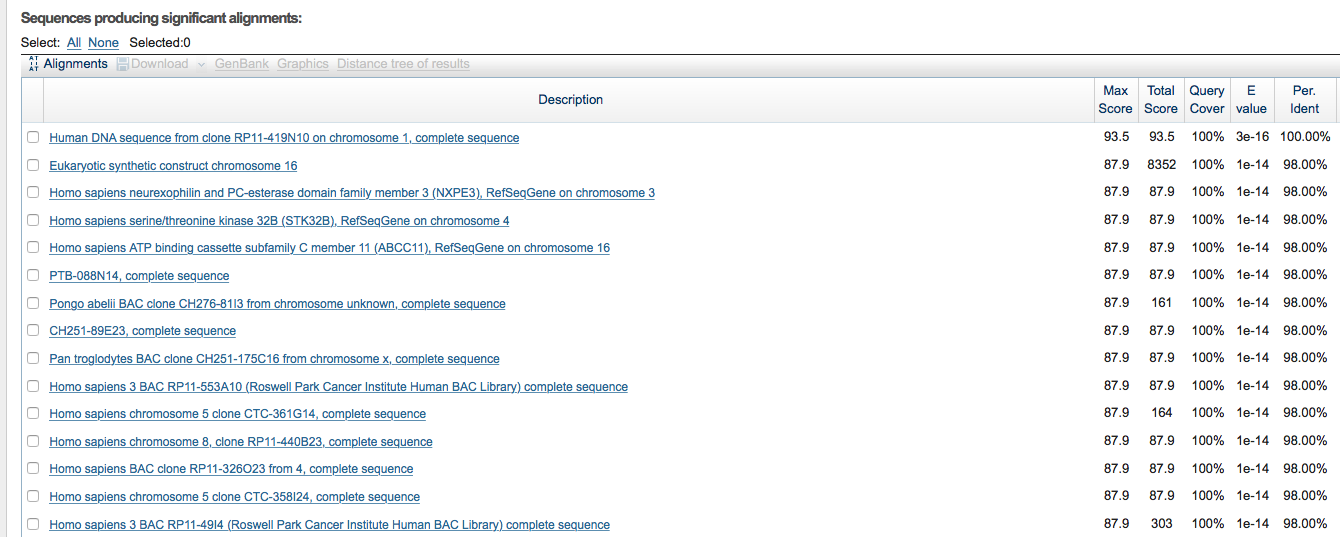 Sequences producing significant alignments:
Select: All None Selected:0
Alignments Download GenBank Graphics Distance tree of results
Description Max Score Total Score Query Cover E value Per. Ident
Human DNA sequence from clone RP11-419N10 on chromosome 1, complete sequence 93.5 93.5 100% 3e-16 100.00%
Eukaryotic synthetic construct chromosome 16 87.9 8352 100% 1e-14 98.00%
Homo sapiens neurexophilin and PC-esterase domain family member 3 (NXPE3), RefSeqGene on chromosome 3 87.9 87.9 100% 1e-14 98.00%
Homo sapiens serine/threonine kinase 32B (STK32B), RefSeqGene on chromosome 4 87.9 87.9 100% 1e-14 98.00%
Homo sapiens ATP binding cassette subfamily C member 11 (ABCC11), RefSeqGene on chromosome 16 87.9 87.9 100% 1e-14 98.00%
PTB-088N14, complete sequence 87.9 87.9 100% 1e-14 98.00%
Pongo abelii BAC clone CH276-81I3 from chromosome unknown, complete sequence 87.9 161 100% 1e-14 98.00%
CH251-89E23, complete sequence 87.9 87.9 100% 1e-14 98.00%
Pan troglodytes BAC clone CH251-175C16 from chromosome x, complete sequence 87.9 87.9 100% 1e-14 98.00%
Homo sapiens 3 BAC RP11-553A10 (Roswell Park Cancer Institute Human BAC Library) complete sequence 87.9 87.9 100% 1e-14 98.00%
Homo sapiens chromosome 5 clone CTC-361G14, complete sequence 87.9 164 100% 1e-14 98.00%
Homo sapiens chromosome 8, clone RP11-440B23, complete sequence 87.9 87.9 100% 1e-14 98.00%
Homo sapiens BAC clone RP11-326O23 from 4, complete sequence 87.9 87.9 100% 1e-14 98.00%
Homo sapiens chromosome 5 clone CTC-358I24, complete sequence 87.9 87.9 100% 1e-14 98.00%
Homo sapiens 3 BAC RP11-49I4 (Roswell Park Cancer Institute Human BAC Library) complete sequence 87.9 303 100% 1e-14 98.00%